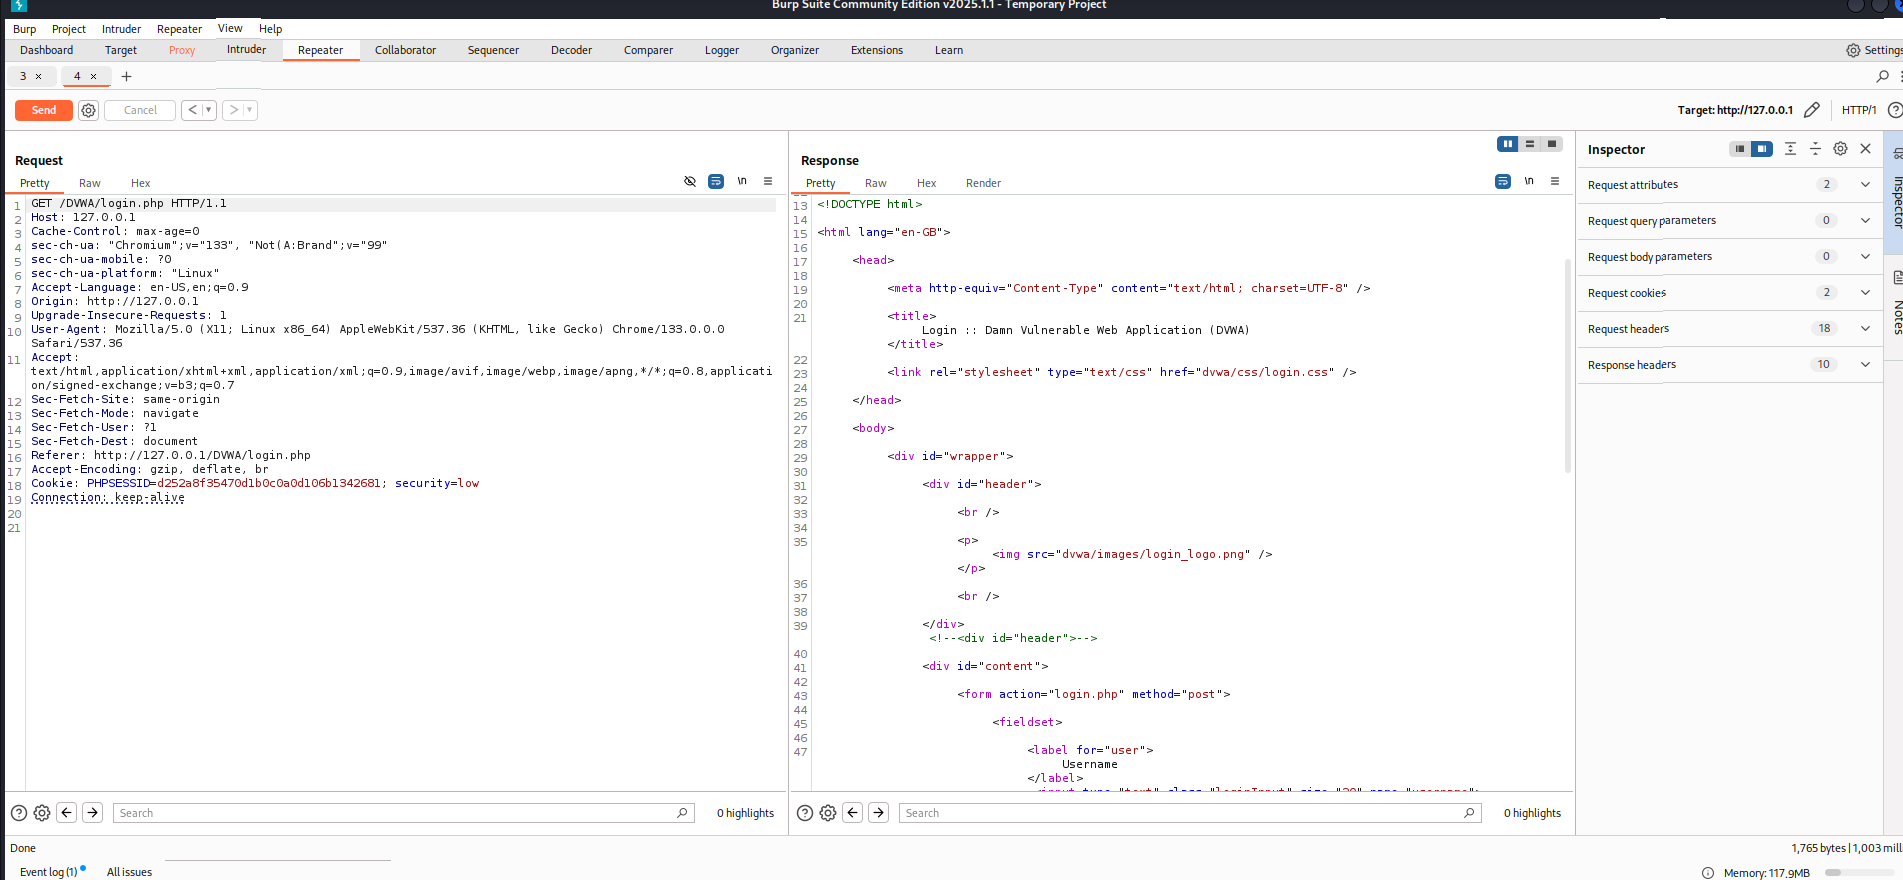 Burp Suite Community Edition v2025.1.1 - Temporary Project
Burp Project Intruder Repeater View Help
Dashboard Target Proxy Intruder Repeater Collaborator Sequencer Decoder Comparer Logger Organizer Extensions Learn Settings
3 × 4 × +
Send Cancel < > Target: http://127.0.0.1 HTTP/1
Request
Pretty Raw Hex \n
1 GET /DVWA/login.php HTTP/1.1
2 Host: 127.0.0.1
3 Cache-Control: max-age=0
4 sec-ch-ua: "Chromium";v="133", "Not(A:Brand";v="99"
5 sec-ch-ua-mobile: ?0
6 sec-ch-ua-platform: "Linux"
7 Accept-Language: en-US,en;q=0.9
8 Origin: http://127.0.0.1
9 Upgrade-Insecure-Requests: 1
10 User-Agent: Mozilla/5.0 (X11; Linux x86_64) AppleWebKit/537.36 (KHTML, like Gecko) Chrome/133.0.0.0
Safari/537.36
11 Accept:
text/html,application/xhtml+xml,application/xml;q=0.9,image/avif,image/webp,image/apng,*/*;q=0.8,applicati
on/signed-exchange;v=b3;q=0.7
12 Sec-Fetch-Site: same-origin
13 Sec-Fetch-Mode: navigate
14 Sec-Fetch-User: ?1
15 Sec-Fetch-Dest: document
16 Referer: http://127.0.0.1/DVWA/login.php
17 Accept-Encoding: gzip, deflate, br
18 Cookie: PHPSESSID=d252a8f35470d1b0c0a0d106b1342681; security=low
19 Connection: keep-alive
20
21
Search 0 highlights
Response
Pretty Raw Hex Render \n
13 <!DOCTYPE html>
14
15 <html lang="en-GB">
16
17 <head>
18
19 <meta http-equiv="Content-Type" content="text/html; charset=UTF-8" />
20
21 <title>
Login :: Damn Vulnerable Web Application (DVWA)
</title>
22
23 <link rel="stylesheet" type="text/css" href="dvwa/css/login.css" />
24
25 </head>
26
27 <body>
28
29 <div id="wrapper">
30
31 <div id="header">
32
33 <br />
34
35 <p>
<img src="dvwa/images/login_logo.png" />
</p>
36
37 <br />
38
39 </div>
<!--<div id="header">-->
40
41 <div id="content">
42
43 <form action="login.php" method="post">
44
45 <fieldset>
46
47 <label for="user">
Username
</label>
Search 0 highlights
Inspector
Request attributes 2
Request query parameters 0
Request body parameters 0
Request cookies 2
Request headers 18
Response headers 10
Inspector
Notes
Done 1,765 bytes | 1,003 mill
Event log (1) All issues Memory: 117.9MB